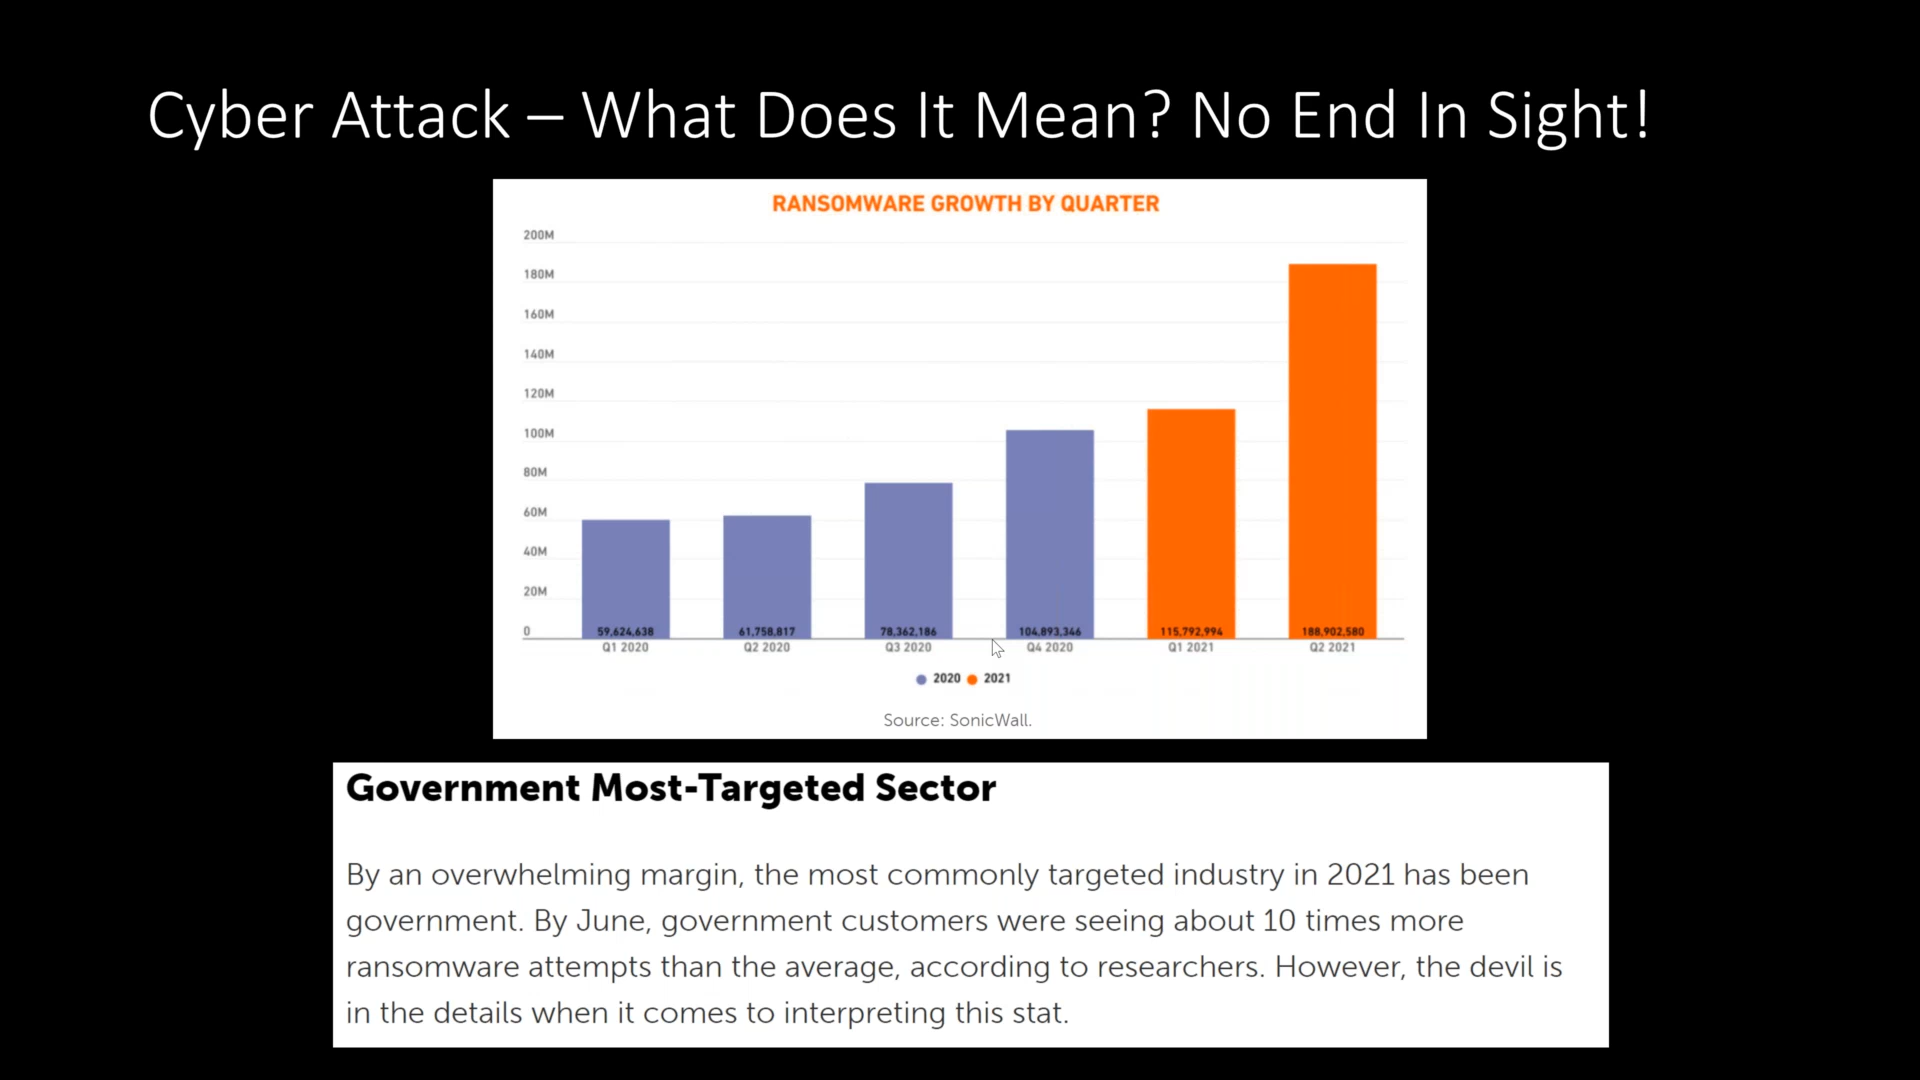 Cyber Attack – What Does It Mean? No End In Sight!
RANSOMWARE GROWTH BY QUARTER
200M
180M
160M
140M
120M
100M
80M
60M
40M
20M
0
59,624,638 61,758,817 78,362,186 104,893,346 115,792,994 188,902,580
Q1 2020 Q2 2020 Q3 2020 Q4 2020 Q1 2021 Q2 2021
2020 2021
Source: SonicWall.
Government Most-Targeted Sector
By an overwhelming margin, the most commonly targeted industry in 2021 has been
government. By June, government customers were seeing about 10 times more
ransomware attempts than the average, according to researchers. However, the devil is
in the details when it comes to interpreting this stat.